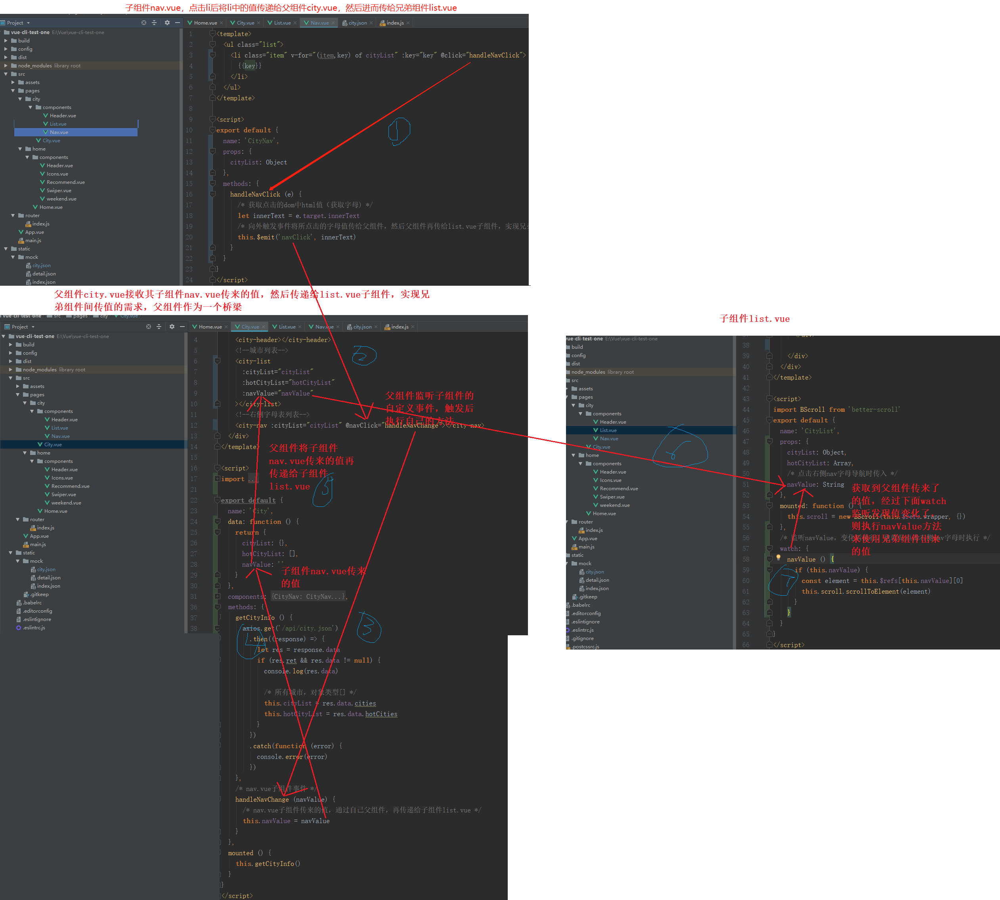 子组件nav.vue，点击li后将li中的值传递给父组件city.vue，然后进而传给兄弟组件list.vue
Project
Home.vue
City.vue
List.vue
Nav.vue
city.json
index.js
vue-cli-test-one E:\Vue\vue-cli-test-one
build
config
dist
node_modules library root
src
assets
pages
city
components
Header.vue
List.vue
Nav.vue
City.vue
home
components
Header.vue
Icons.vue
Recommend.vue
Swiper.vue
weekend.vue
Home.vue
router
index.js
App.vue
main.js
static
mock
city.json
detail.json
index.json
1 <template>
2 <ul class="list">
3 <li class="item" v-for="(item,key) of cityList" :key="key" @click="handleNavClick">
4 {{key}}
5 </li>
6 </ul>
7 </template>
8
9 <script>
10 export default {
11 name: 'CityNav',
12 props: {
13 cityList: Object
14 },
15 methods: {
16 handleNavClick (e) {
17 /* 获取点击的dom中html值（获取字母）*/
18 let innerText = e.target.innerText
19 /* 向外触发事件将所点击的字母值传给父组件，然后父组件再传给list.vue子组件，实现兄
20 this.$emit('navClick', innerText)
21 }
22 }
23 }
24 </script>
①
父组件city.vue接收其子组件nav.vue传来的值，然后传递给list.vue子组件，实现兄
弟组件间传值的需求，父组件作为一个桥梁
vue-cli-test-one src pages city City.vue
Project
Home.vue
City.vue
List.vue
Nav.vue
city.json
index.js
vue-cli-test-one E:\Vue\vue-cli-test-one
build
config
dist
node_modules library root
src
assets
pages
city
components
Header.vue
List.vue
Nav.vue
City.vue
home
components
Header.vue
Icons.vue
Recommend.vue
Swiper.vue
weekend.vue
Home.vue
router
index.js
App.vue
main.js
static
mock
city.json
detail.json
index.json
.gitkeep
.babelrc
.editorconfig
.eslintignore
.eslintrc.js
4 <city-header></city-header>
5 <!--城市列表-->
6 <city-list
7 :cityList="cityList"
8 :hotCityList="hotCityList"
9 :navValue="navValue"
10 ></city-list>
11 <!--右侧字母表列表-->
12 <city-nav :cityList="cityList" @navClick="handleNavChange"></city-nav>
13 </div>
14 </template>
15
16 <script>
17 import ...
21
22 export default {
23 name: 'City',
24 data: function () {
25 return {
26 cityList: {},
27 hotCityList: [],
28 navValue: ''
29 }
30 },
31 components: {CityNav: CityNav...},
36 methods: {
37 getCityInfo () {
38 axios.get('/api/city.json')
.then((response) => {
let res = response.data
if (res.ret && res.data != null) {
console.log(res.data)
/* 所有城市，对象类型[] */
this.cityList = res.data.cities
this.hotCityList = res.data.hotCities
}
})
.catch(function (error) {
console.error(error)
})
},
/* nav.vue子组件事件 */
handleNavChange (navValue) {
/* nav.vue子组件传来的值，通过自己父组件，再传递给子组件list.vue */
this.navValue = navValue
}
},
mounted () {
this.getCityInfo()
}
}
</script>
②
父组件监听子组件的
自定义事件，触发后
执行自己的方法
父组件将子组件
nav.vue传来的值再
传递给子组件
list.vue
⑤
子组件nav.vue传来
的值
③
④
子组件list.vue
vue-cli-test-one E:\Vue\vue-cli-test-one
build
config
dist
node_modules library root
src
assets
pages
city
components
Header.vue
List.vue
Nav.vue
City.vue
home
components
Header.vue
Icons.vue
Recommend.vue
Swiper.vue
weekend.vue
Home.vue
router
index.js
App.vue
main.js
static
mock
city.json
detail.json
index.json
.gitkeep
.babelrc
.editorconfig
.eslintignore
.eslintrc.js
.gitignore
.postcssrc.js
38
39 </div>
40 </div>
41 </template>
42
43 <script>
44 import BScroll from 'better-scroll'
45 export default {
46 name: 'CityList',
47 props: {
48 cityList: Object,
49 hotCityList: Array,
50 /* 点击右侧nav字母导航时传入 */
51 navValue: String
52 },
53 mounted: function () {
54 this.scroll = new BScroll(this.$refs.wrapper, {})
55 },
56 /* 监听navValue，变化 nav字母时执行 */
57 watch: {
58 navValue () {
59 if (this.navValue) {
60 const element = this.$refs[this.navValue][0]
61 this.scroll.scrollToElement(element)
62 }
63 }
64 }
65 }
66 </script>
获取到父组件传来了
的值，经过下面watch
监听发现值变化了，
则执行navValue方法
来使用兄弟组件出来
的值
⑥
⑦